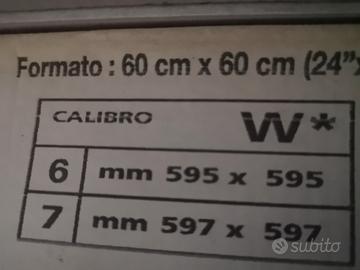 Formato : 60 cm x 60 cm (24"x
CALIBRO W*
6 mm 595 x 595
7 mm 597 x 597
subito